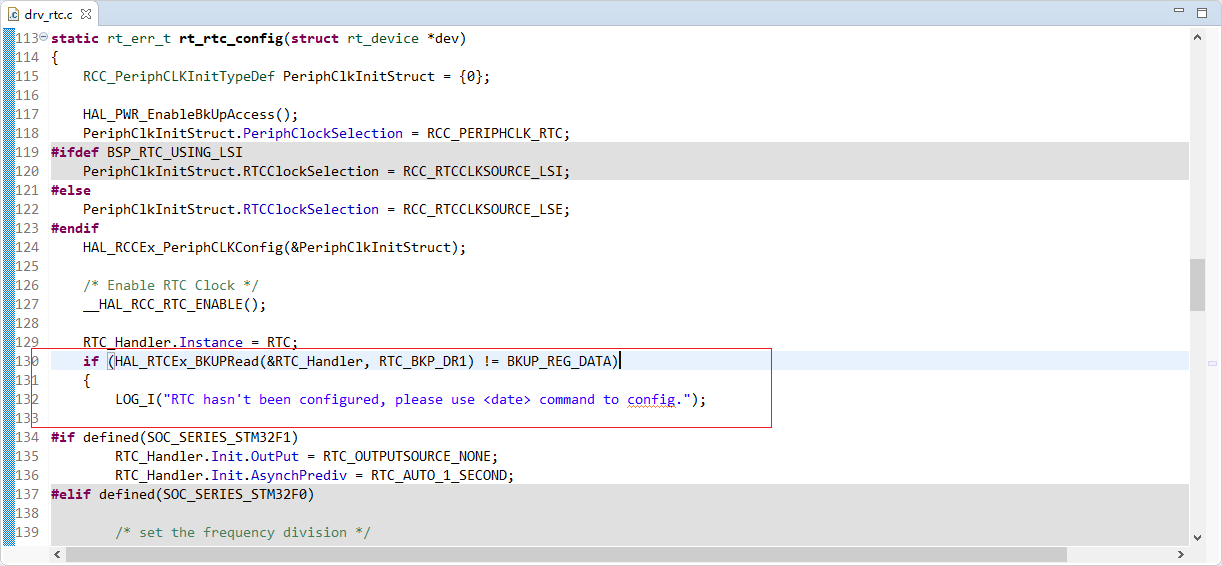 drv_rtc.c
113 static rt_err_t rt_rtc_config(struct rt_device *dev)
114 {
115     RCC_PeriphCLKInitTypeDef PeriphClkInitStruct = {0};
116
117     HAL_PWR_EnableBkUpAccess();
118     PeriphClkInitStruct.PeriphClockSelection = RCC_PERIPHCLK_RTC;
119 #ifdef BSP_RTC_USING_LSI
120     PeriphClkInitStruct.RTCClockSelection = RCC_RTCCLKSOURCE_LSI;
121 #else
122     PeriphClkInitStruct.RTCClockSelection = RCC_RTCCLKSOURCE_LSE;
123 #endif
124     HAL_RCCEx_PeriphCLKConfig(&PeriphClkInitStruct);
125
126     /* Enable RTC Clock */
127     __HAL_RCC_RTC_ENABLE();
128
129     RTC_Handler.Instance = RTC;
130     if (HAL_RTCEx_BKUPRead(&RTC_Handler, RTC_BKP_DR1) != BKUP_REG_DATA)
131     {
132         LOG_I("RTC hasn't been configured, please use <date> command to config.");
133
134 #if defined(SOC_SERIES_STM32F1)
135         RTC_Handler.Init.OutPut = RTC_OUTPUTSOURCE_NONE;
136         RTC_Handler.Init.AsynchPrediv = RTC_AUTO_1_SECOND;
137 #elif defined(SOC_SERIES_STM32F0)
138
139         /* set the frequency division */